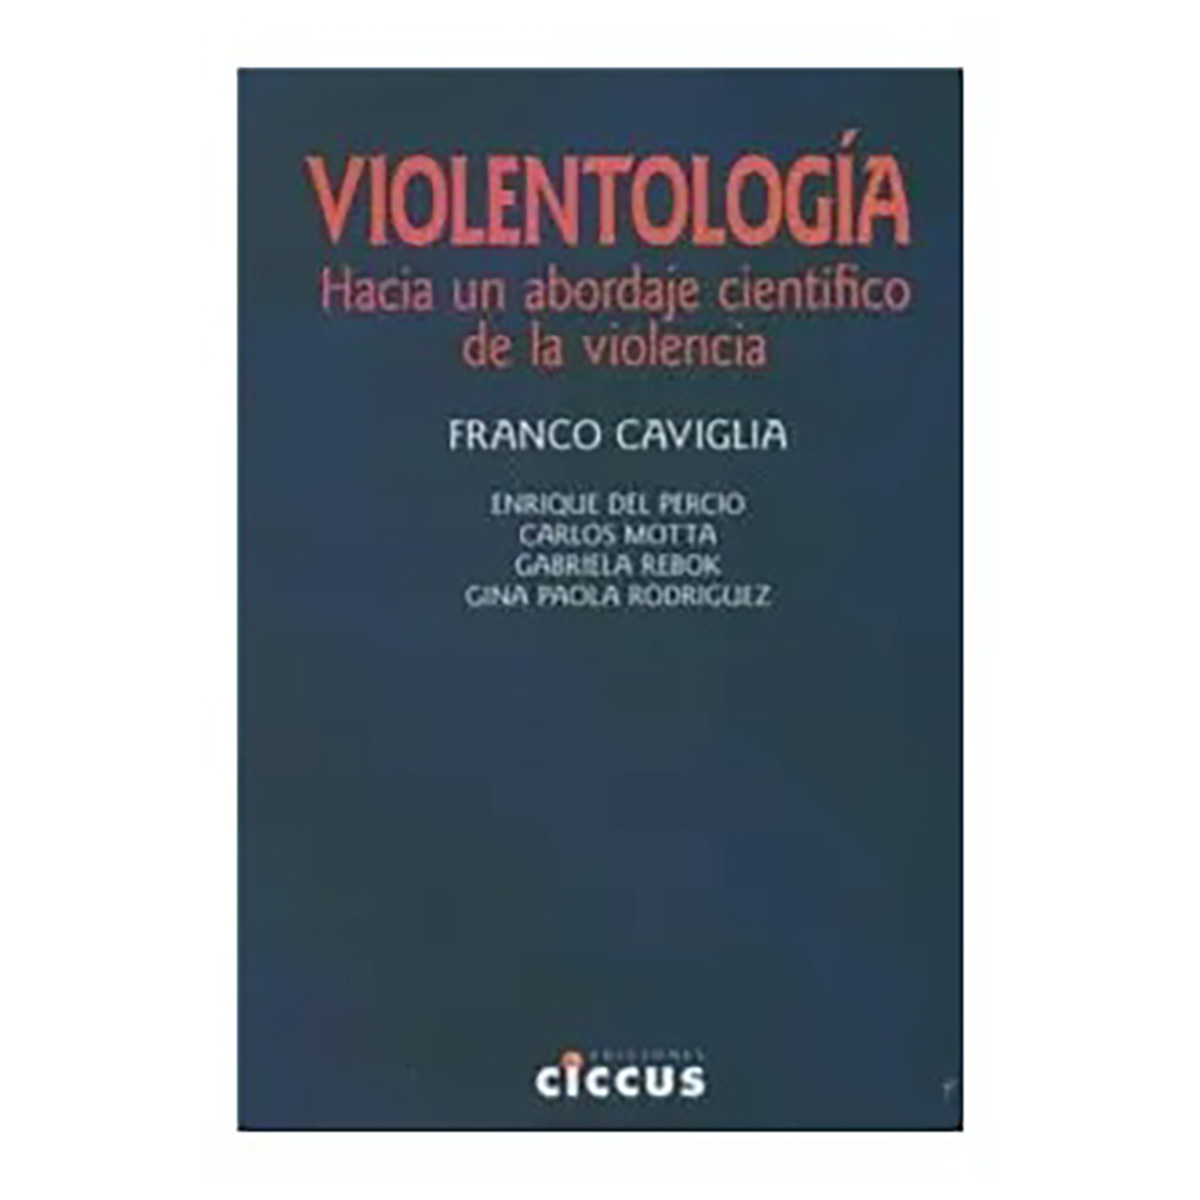 VIOLENTOLOGÍA
Hacia un abordaje científico
de la violencia
FRANCO CAVIGLIA
ENRIQUE DEL PERCIO
CARLOS MOTTA
GABRIELA REBOK
GINA PAOLA RODRIGUEZ
EDICIONES
ciccus